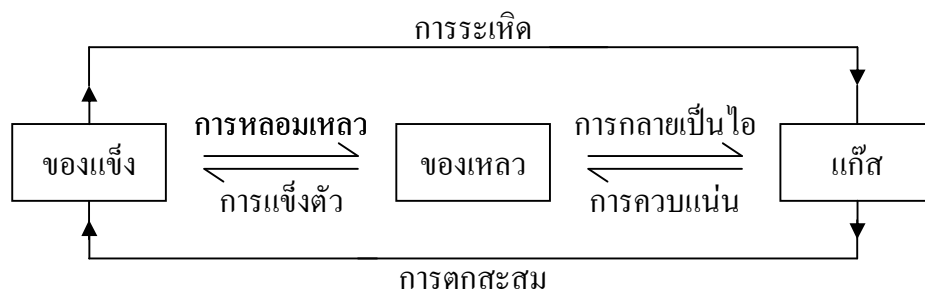 การระเหิด
การหลอมเหลว การกลายเป็นไอ
ของแข็ง ของเหลว แก๊ส
การแข็งตัว การควบแน่น
การตกสะสม